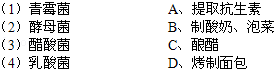 （1）青霉菌 A、提取抗生素
（2）酵母菌 B、制酸奶、泡菜
（3）醋酸菌 C、酿醋
（4）乳酸菌 D、烤制面包